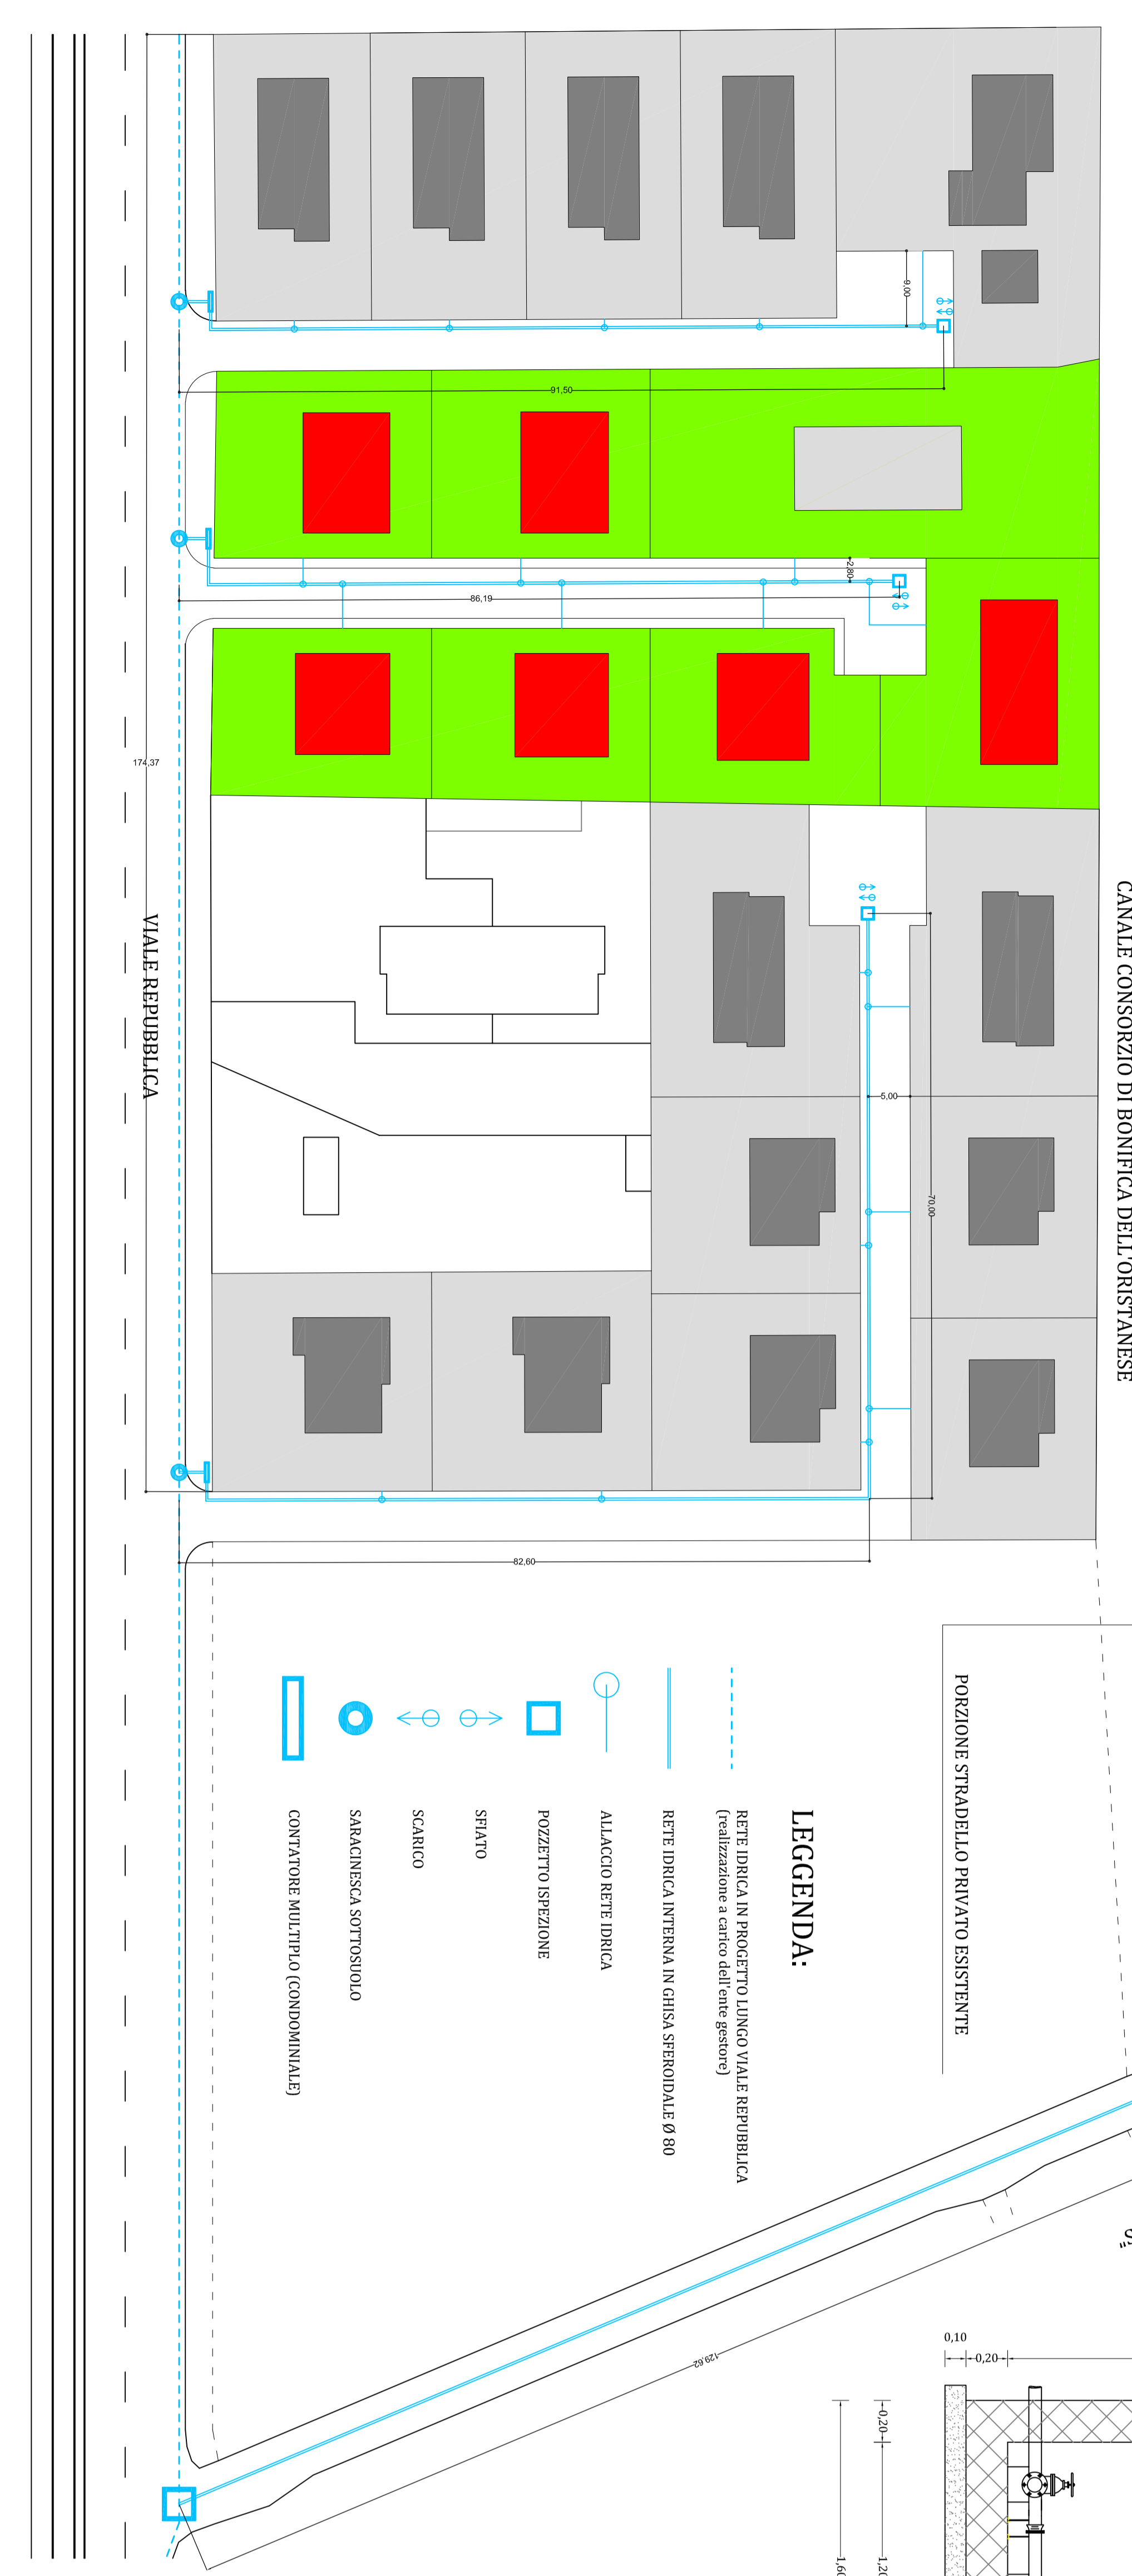 9,00
91,50
2,80
86,19
174,37
VIALE REPUBBLICA
CANALE CONSORZIO DI BONIFICA DELL'ORISTANESE
5,00
70,00
82,60
PORZIONE STRADELLO PRIVATO ESISTENTE
LEGGENDA:
RETE IDRICA IN PROGETTO LUNGO VIALE REPUBBLICA
(realizzazione a carico dell'ente gestore)
RETE IDRICA INTERNA IN GHISA SFEROIDALE Ø 80
ALLACCIO RETE IDRICA
POZZETTO ISPEZIONE
SFIATO
SCARICO
SARACINESCA SOTTOSUOLO
CONTATORE MULTIPLO (CONDOMINIALE)
129,62
0,10
0,20
0,20
1,60
1,20